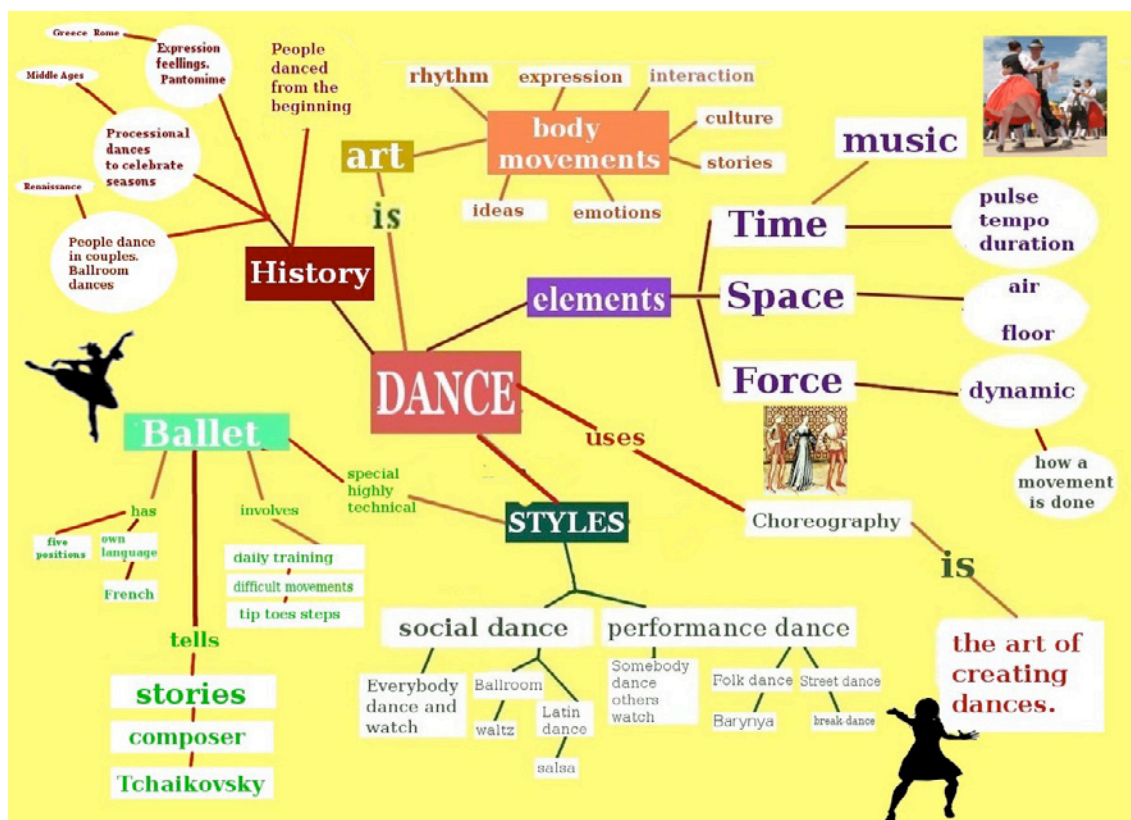 Greece Rome
Expression
feellings.
Pantomime
People
danced
from the
beginning
Middle Ages
Processional
dances
to celebrate
seasons
Renaissance
People dance
in couples.
Ballroom
dances
History
art
is
rhythm
expression
interaction
body
movements
culture
stories
ideas
emotions
music
elements
Time
pulse
tempo
duration
Space
air
floor
Force
dynamic
how a
movement
is done
DANCE
uses
Choreography
is
the art of
creating
dances.
Ballet
special
highly
technical
has
five
positions
own
language
French
involves
daily training
difficult movements
tip toes steps
tells
stories
composer
Tchaikovsky
STYLES
social dance
Everybody
dance and
watch
Ballroom
waltz
Latin
dance
salsa
performance dance
Somebody
dance
others
watch
Folk dance
Barynya
Street dance
break-dance